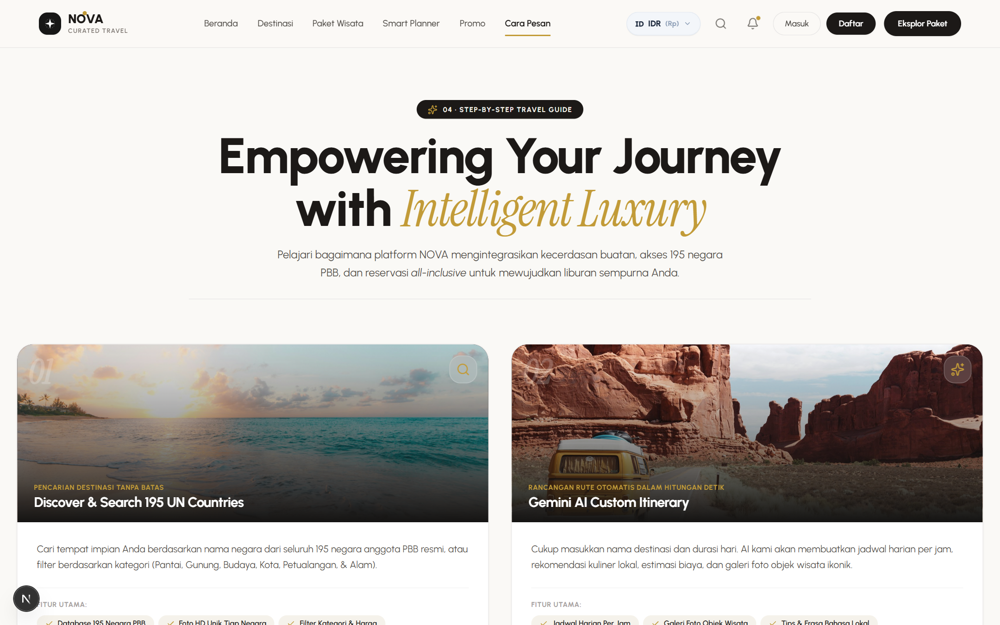 NOVA
CURATED TRAVEL
Beranda
Destinasi
Paket Wisata
Smart Planner
Promo
Cara Pesan
ID IDR (Rp)
Masuk
Daftar
Eksplor Paket
04 · STEP-BY-STEP TRAVEL GUIDE
Empowering Your Journey
with Intelligent Luxury
Pelajari bagaimana platform NOVA mengintegrasikan kecerdasan buatan, akses 195 negara
PBB, dan reservasi all-inclusive untuk mewujudkan liburan sempurna Anda.
01
PENCARIAN DESTINASI TANPA BATAS
Discover & Search 195 UN Countries
Cari tempat impian Anda berdasarkan nama negara dari seluruh 195 negara anggota PBB resmi, atau
filter berdasarkan kategori (Pantai, Gunung, Budaya, Kota, Petualangan, & Alam).
FITUR UTAMA:
Database 195 Negara PBB
Foto HD Unik Tiap Negara
Filter Kategori & Harga
02
RANCANGAN RUTE OTOMATIS DALAM HITUNGAN DETIK
Gemini AI Custom Itinerary
Cukup masukkan nama destinasi dan durasi hari. AI kami akan membuatkan jadwal harian per jam,
rekomendasi kuliner lokal, estimasi biaya, dan galeri foto objek wisata ikonik.
FITUR UTAMA:
Jadwal Harian Per Jam
Galeri Foto Objek Wisata
Tips & Frasa Bahasa Lokal
N